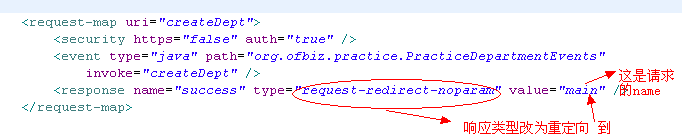 <request-map uri="createDept">
<security https="false" auth="true" />
<event type="java" path="org.ofbiz.practice.PracticeDepartmentEvents"
invoke="createDept" />
<response name="success" type="request-redirect-noparam" value="main" />
</request-map>
这是请求
的name
响应类型改为重定向 到